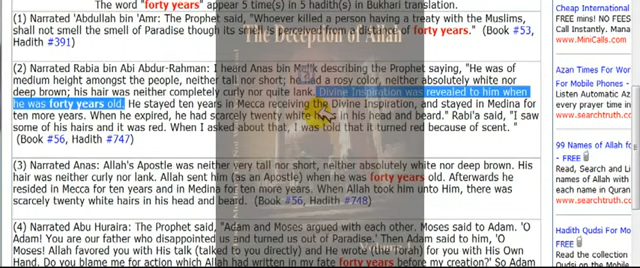 The word "forty years" appear 5 time(s) in 5 hadith(s) in Bukhari translation.
(1) Narrated 'Abdullah bin 'Amr: The Prophet said, "Whoever killed a person having a treaty with the Muslims,
shall not smell the smell of Paradise though its smell is perceived from a distance of forty years." (Book #53,
Hadith #391)
(2) Narrated Rabia bin Abi Abdur-Rahman: I heard Anas bin Malik describing the Prophet saying, "He was of
medium height amongst the people, neither tall nor short; he had a rosy color, neither absolutely white nor
deep brown; his hair was neither completely curly nor quite lank. Divine Inspiration was revealed to him when
he was forty years old. He stayed ten years in Mecca receiving the Divine Inspiration, and stayed in Medina for
ten more years. When he expired, he had scarcely twenty white hairs in his head and beard." Rabi'a said, "I saw
some of his hairs and it was red. When I asked about that, I was told that it turned red because of scent. "
(Book #56, Hadith #747)
(3) Narrated Anas: Allah's Apostle was neither very tall nor short, neither absolutely white nor deep brown. His
hair was neither curly nor lank. Allah sent him (as an Apostle) when he was forty years old. Afterwards he
resided in Mecca for ten years and in Medina for ten more years. When Allah took him unto Him, there was
scarcely twenty white hairs in his head and beard. (Book #56, Hadith #748)
(4) Narrated Abu Huraira: The Prophet said, "Adam and Moses argued with each other. Moses said to Adam. 'O
Adam! You are our father who disappointed us and turned us out of Paradise.' Then Adam said to him, 'O
Moses! Allah favored you with His talk (talked to you directly) and He wrote (the Torah) for you with His Own
Hand. Do you blame me for action which Allah had written in my fate forty years before my creation?' So Adam
The Deception of Allah
Cheap International
FREE mins! NO FEES
Call Instantly. Mana
www.MiniCalls.com
Azan Times For Wor
For Mobile Phones -
Listen Automatic Az
every prayer time in
www.searchtruth.c
99 Names of Allah f
- FREE
Read, Search and Li
names of Allah with
each name in Quran
www.searchtruth.c
Hadith Qudsi For Mo
FREE
Read the collection
Qudsi on the Mobile